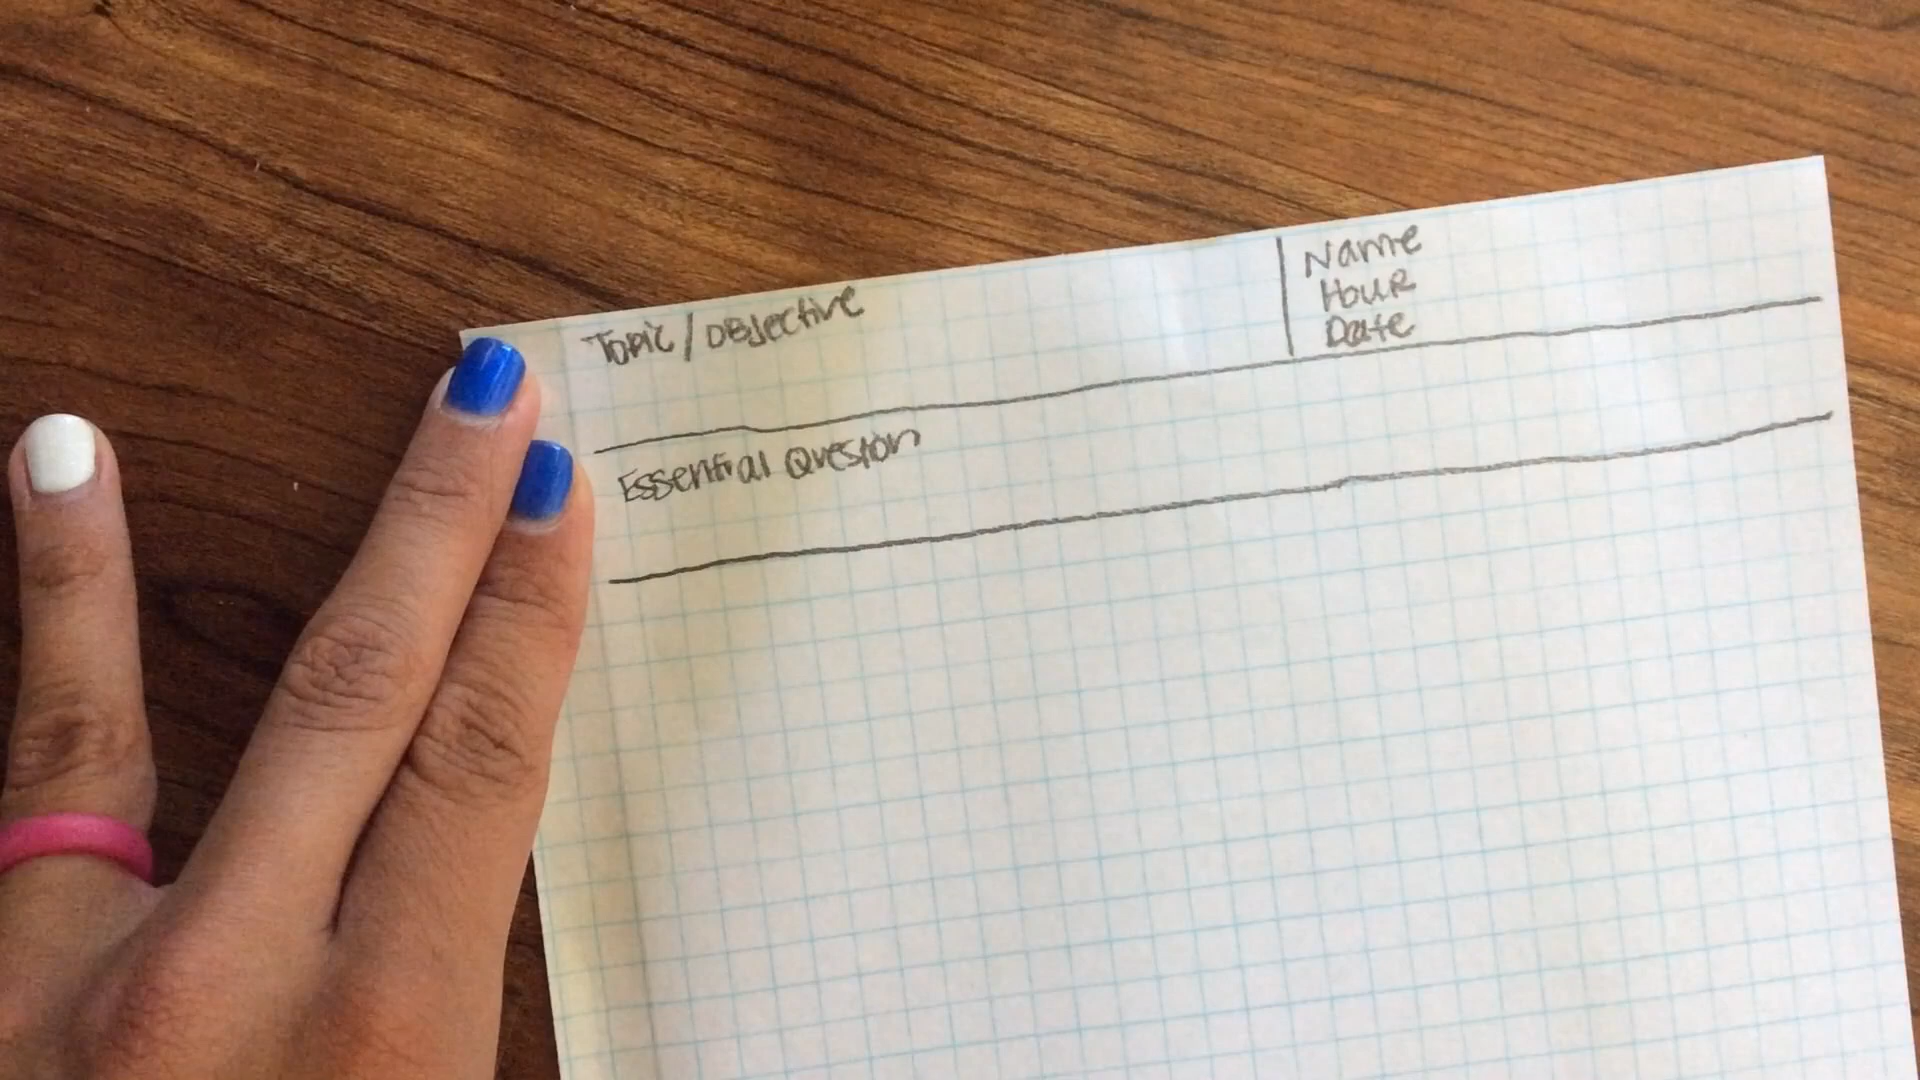 Topic / Objective
Name
Hour
Date
Essential Question